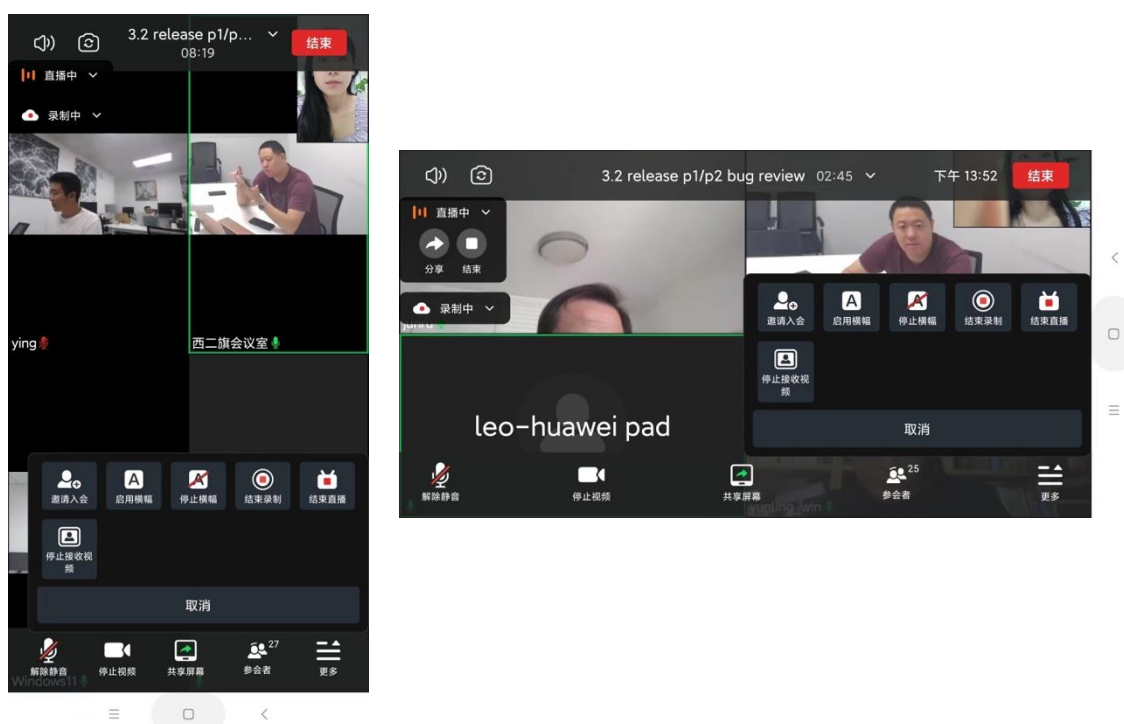 3.2 release p1/p...
08:19
结束
直播中
录制中
ying
西二旗会议室
邀请入会
启用横幅
停止横幅
结束录制
结束直播
停止接收视
频
取消
解除静音
停止视频
共享屏幕
27
参会者
更多
Windows11
3.2 release p1/p2 bug review 02:45
下午 13:52
结束
直播中
分享
结束
录制中
junru
邀请入会
启用横幅
停止横幅
结束录制
结束直播
停止接收视
频
取消
leo-huawei pad
解除静音
停止视频
共享屏幕
25
参会者
更多
yunling_win